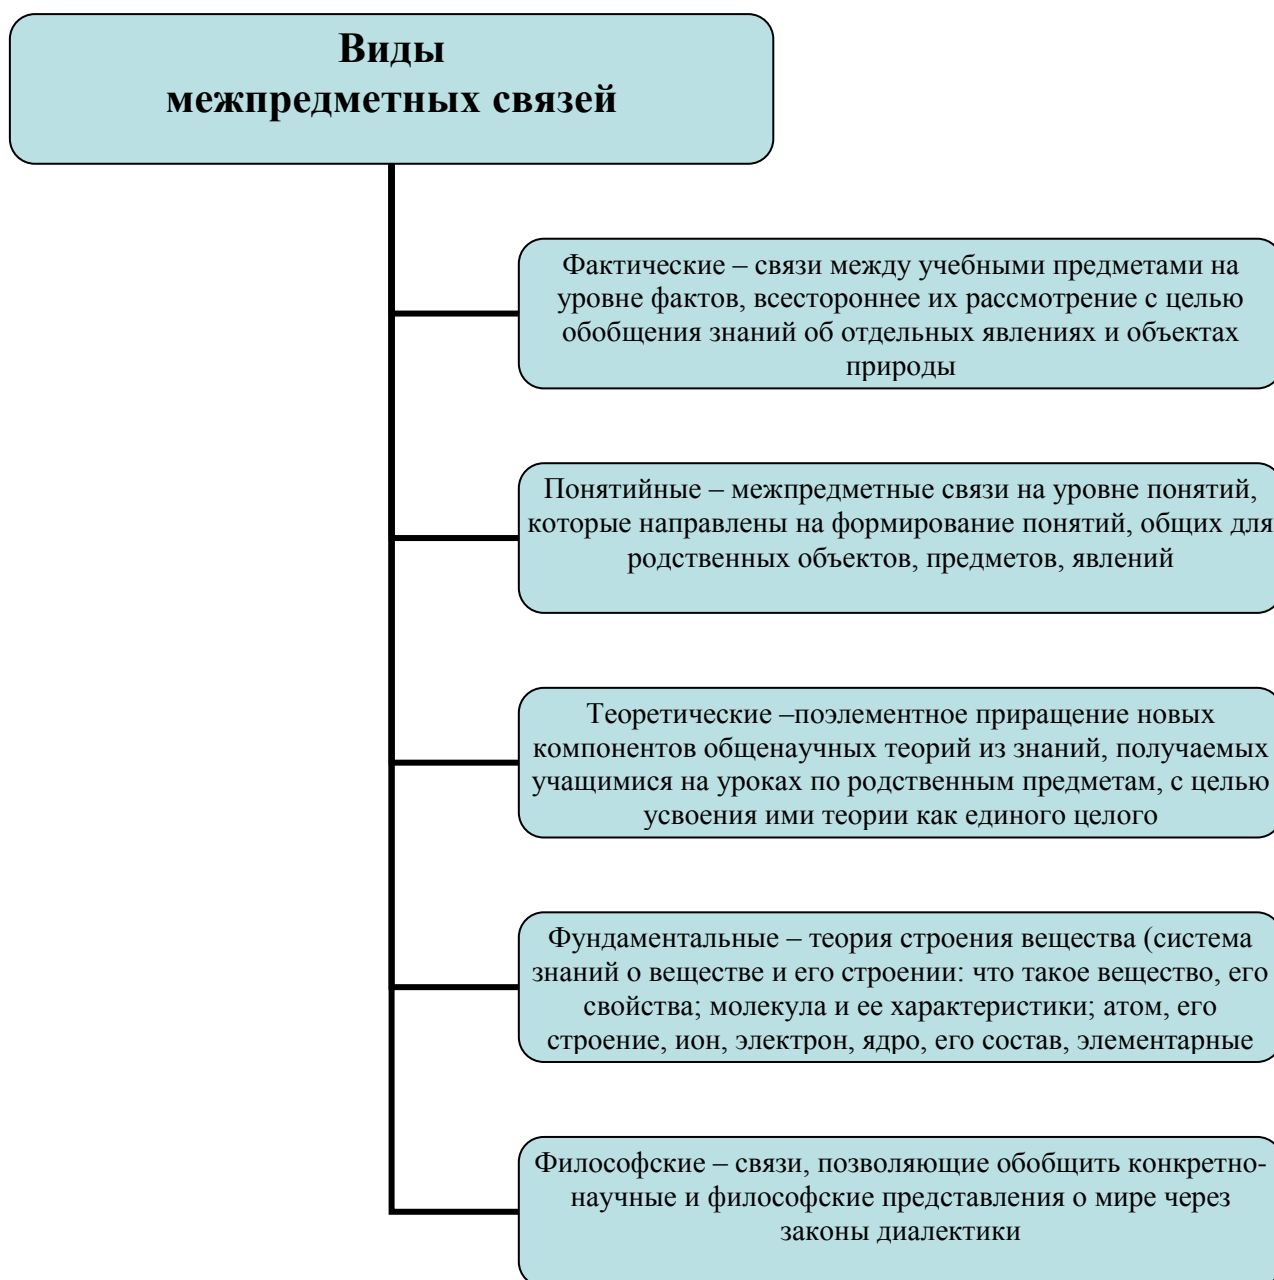 Виды
межпредметных связей
Фактические – связи между учебными предметами на
уровне фактов, всестороннее их рассмотрение с целью
обобщения знаний об отдельных явлениях и объектах
природы
Понятийные – межпредметные связи на уровне понятий,
которые направлены на формирование понятий, общих для
родственных объектов, предметов, явлений
Теоретические –поэлементное приращение новых
компонентов общенаучных теорий из знаний, получаемых
учащимися на уроках по родственным предметам, с целью
усвоения ими теории как единого целого
Фундаментальные – теория строения вещества (система
знаний о веществе и его строении: что такое вещество, его
свойства; молекула и ее характеристики; атом, его
строение, ион, электрон, ядро, его состав, элементарные
Философские – связи, позволяющие обобщить конкретно-
научные и философские представления о мире через
законы диалектики